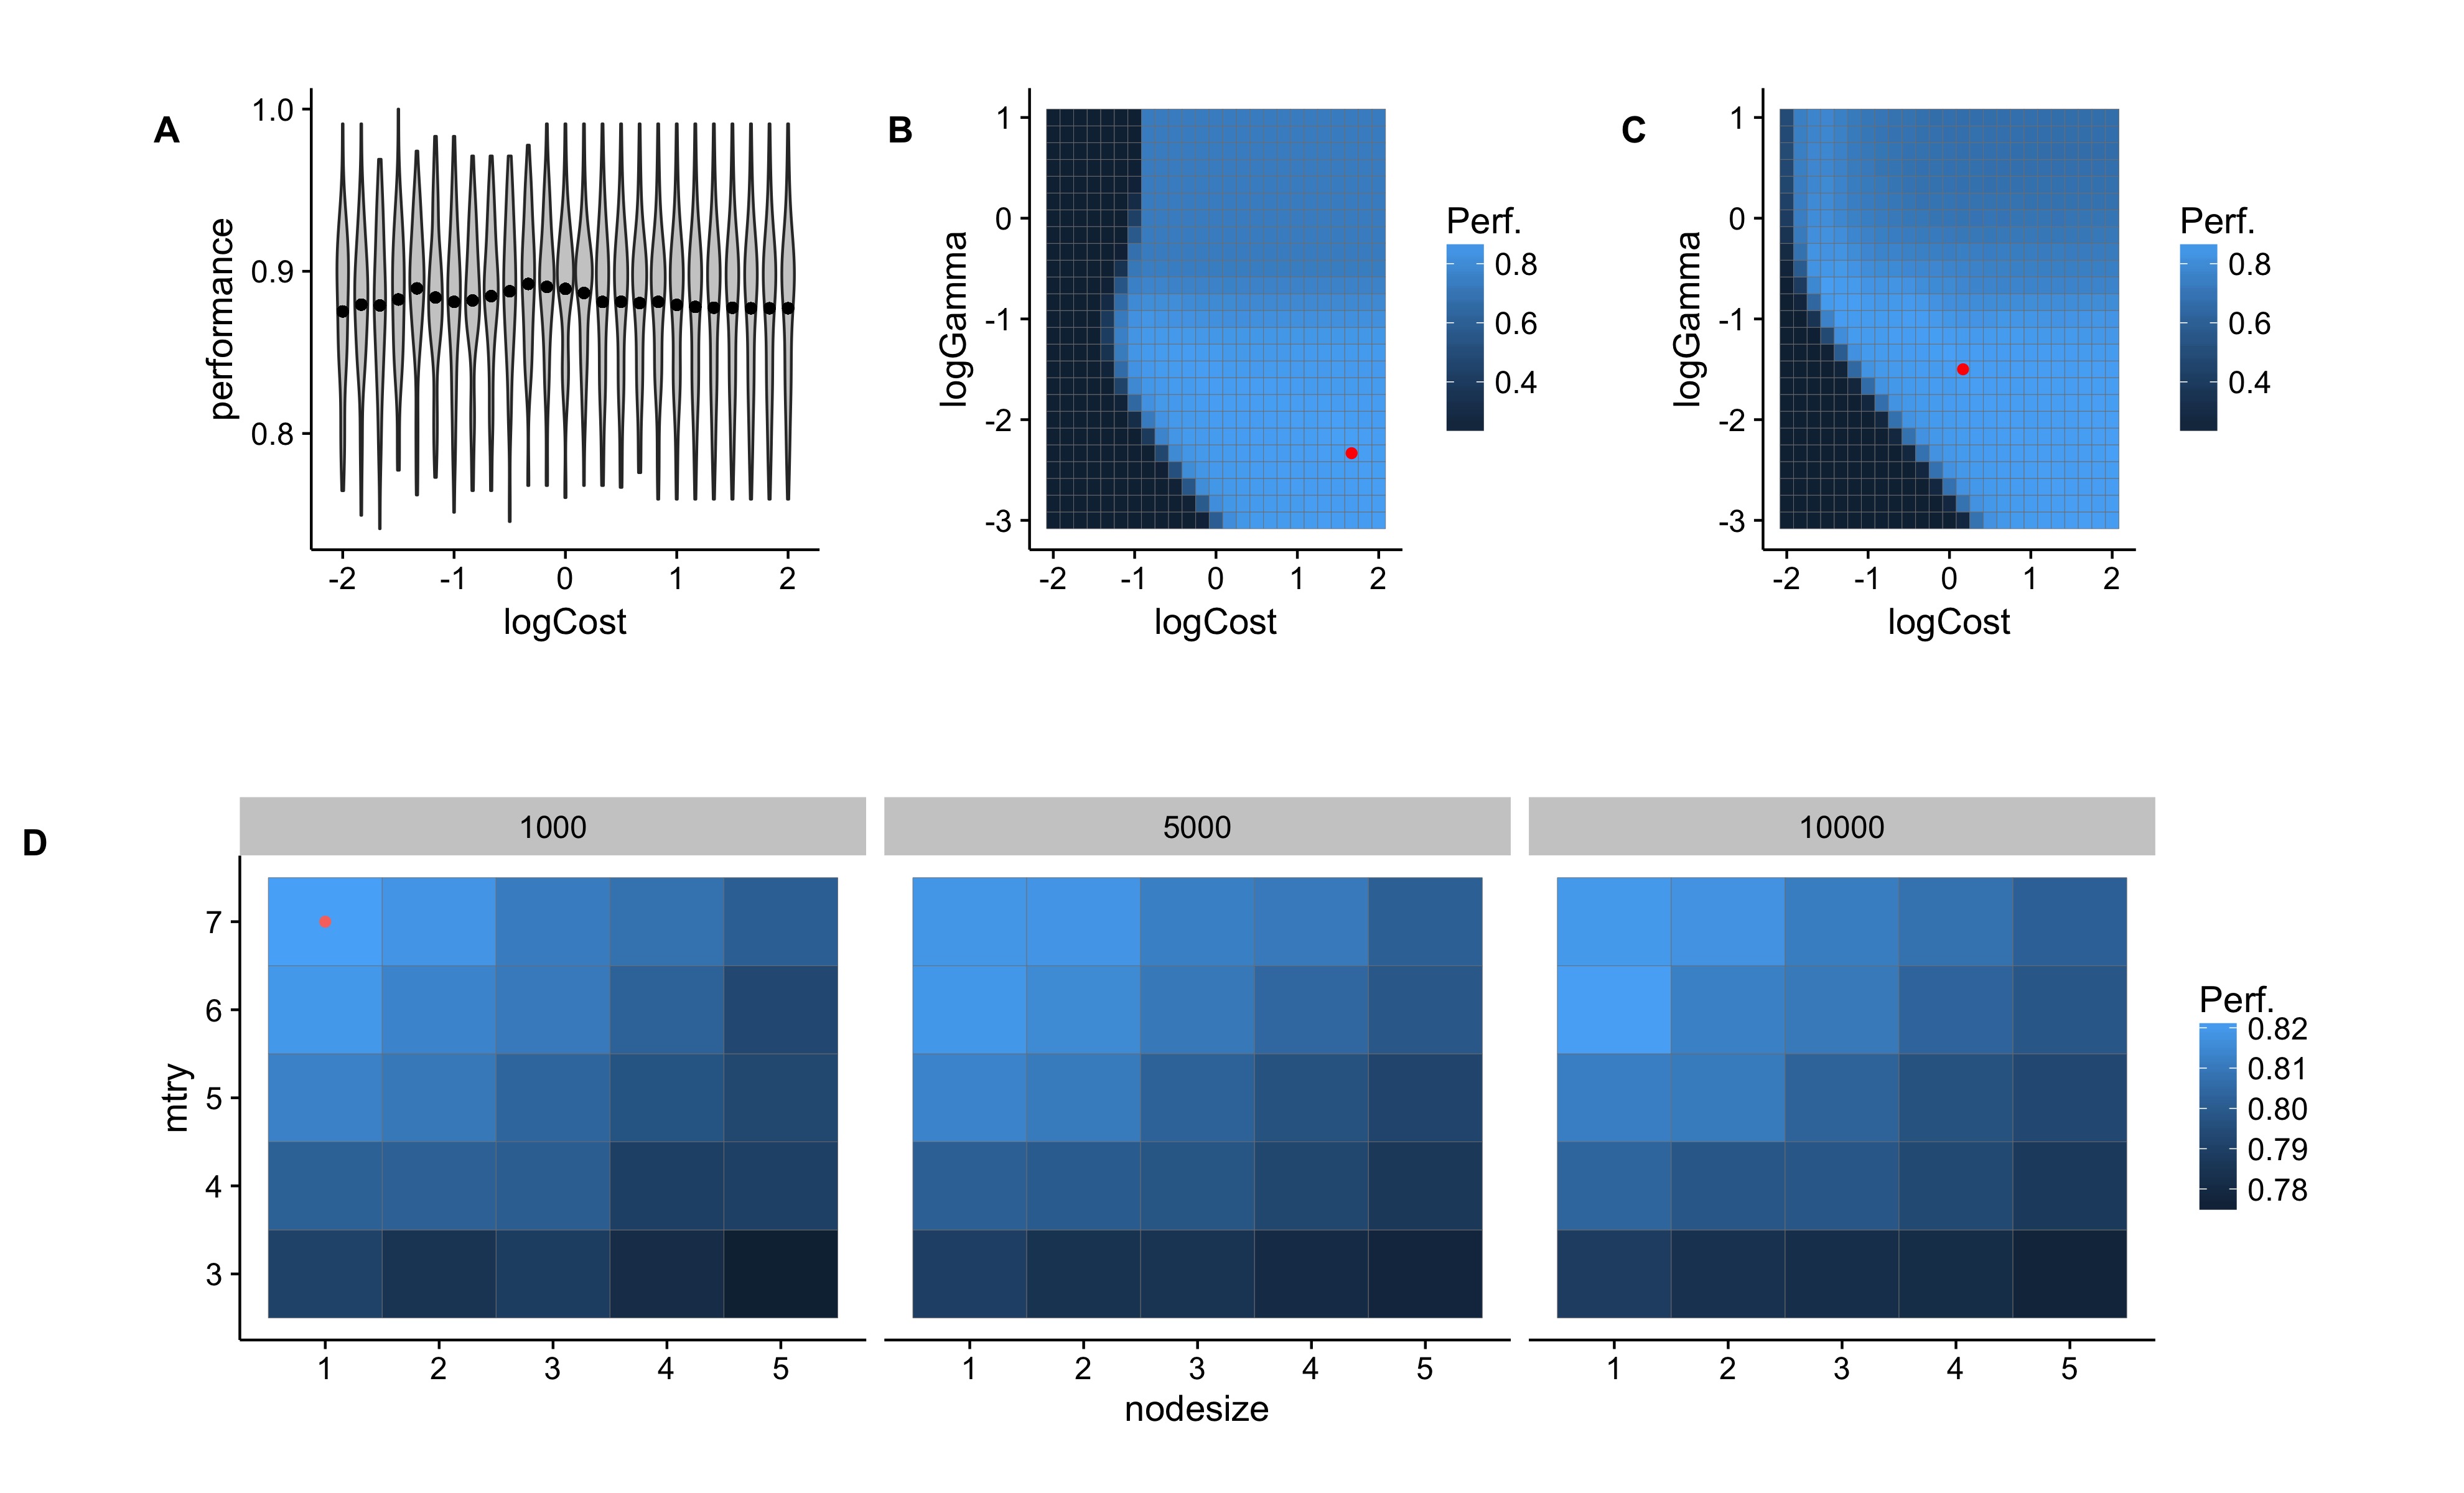 A
1.0
0.9
0.8
performance
-2 -1 0 1 2
logCost
B
1
0
-1
-2
-3
logGamma
-2 -1 0 1 2
logCost
Perf.
0.8
0.6
0.4
C
1
0
-1
-2
-3
logGamma
-2 -1 0 1 2
logCost
Perf.
0.8
0.6
0.4
D
1000 5000 10000
7
6
5
4
3
mtry
1 2 3 4 5 1 2 3 4 5 1 2 3 4 5
nodesize
Perf.
0.82
0.81
0.80
0.79
0.78